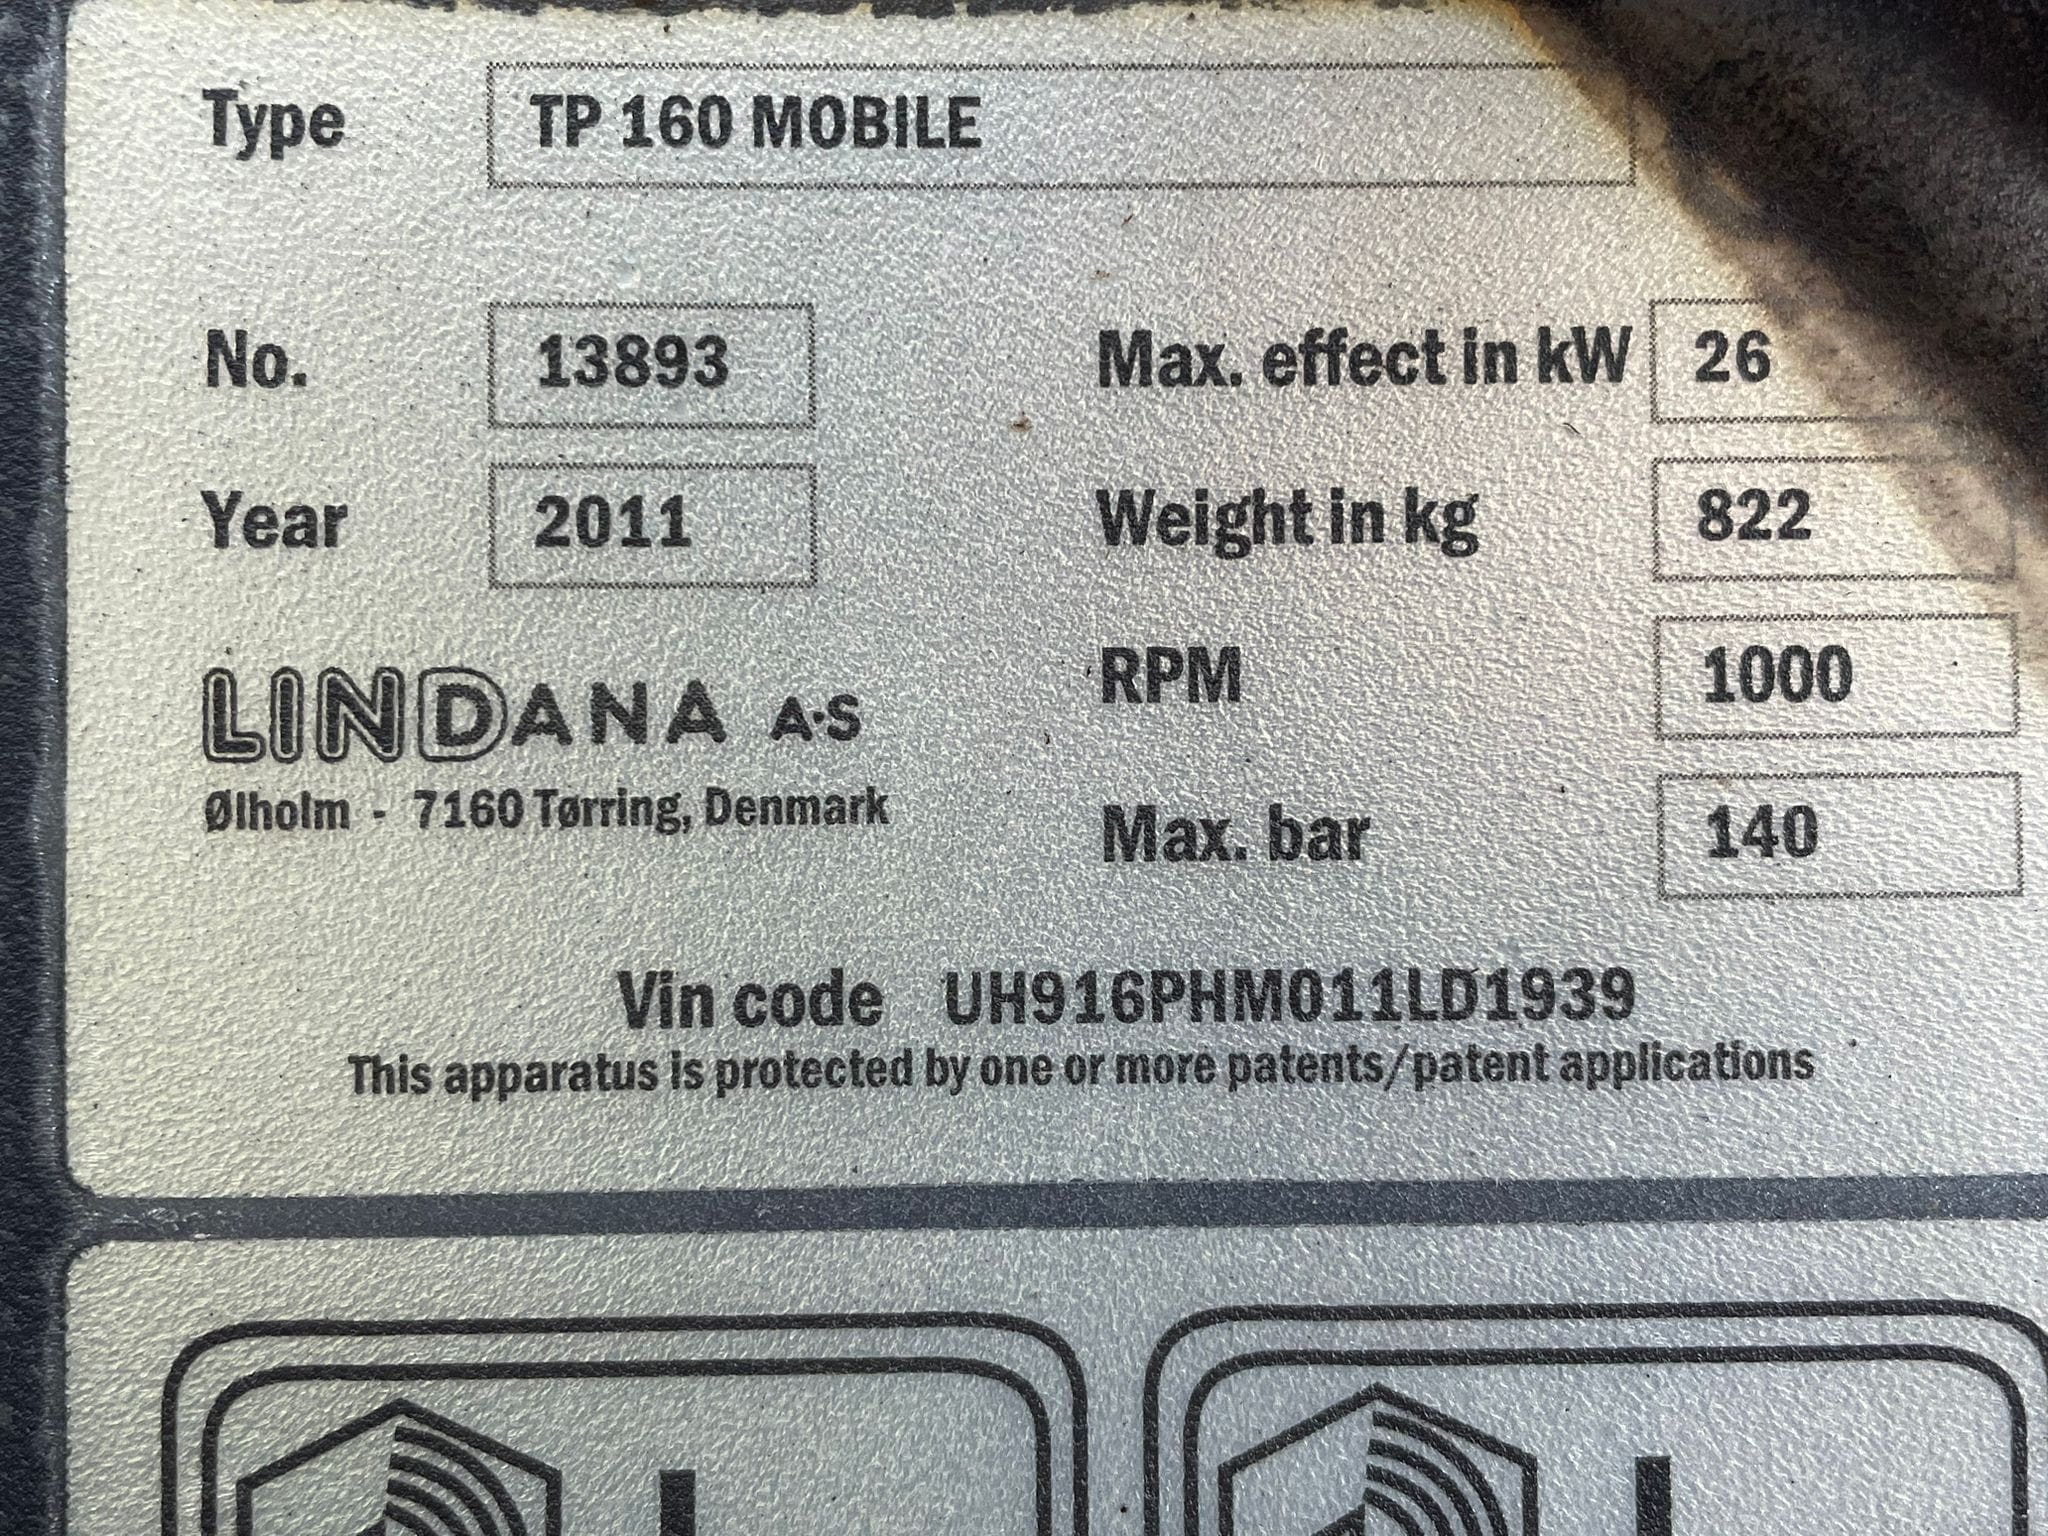 Type TP 160 MOBILE
No. 13893 Max. effect in kW 26
Year 2011 Weight in kg 822
RPM 1000
LINDANA A·S
Ølholm - 7160 Tørring, Denmark
Max. bar 140
Vin code UH916PHM011LD1939
This apparatus is protected by one or more patents/patent applications